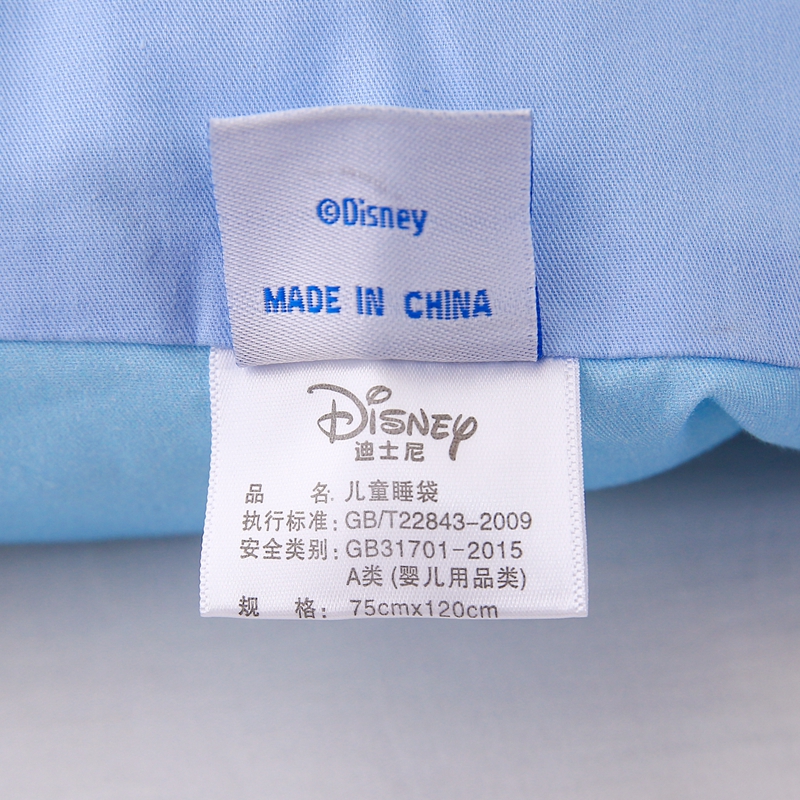 ©Disney
MADE IN CHINA
Disney
迪士尼
品 名: 儿童睡袋
执行标准: GB/T22843-2009
安全类别: GB31701-2015
A类 (婴儿用品类)
规 格: 75cmx120cm